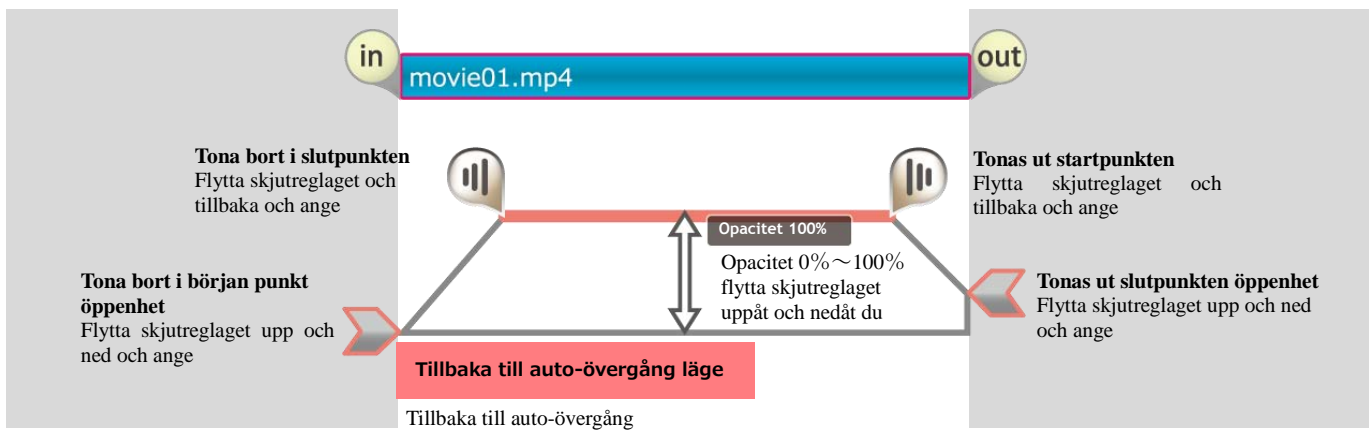 in
out
movie01.mp4
Tona bort i slutpunkten
Flytta skjutreglaget och
tillbaka och ange
Tonas ut startpunkten
Flytta skjutreglaget och
tillbaka och ange
Opacitet 100%
Opacitet 0%～100%
flytta skjutreglaget
uppåt och nedåt du
Tona bort i början punkt
öppenhet
Flytta skjutreglaget upp och
ned och ange
Tonas ut slutpunkten öppenhet
Flytta skjutreglaget upp och ned
och ange
Tillbaka till auto-övergång läge
Tillbaka till auto-övergång